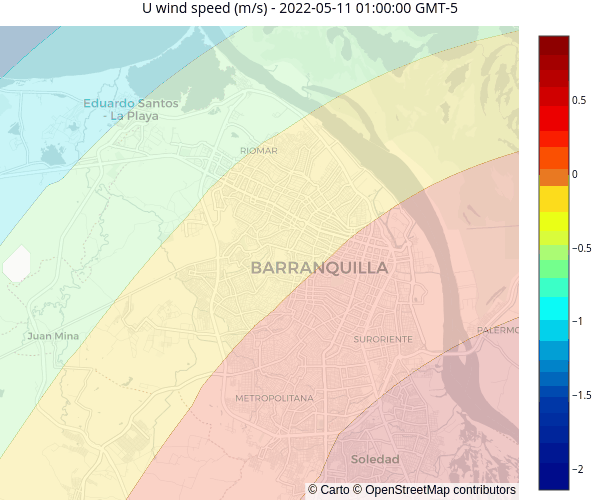 U wind speed (m/s) - 2022-05-11 01:00:00 GMT-5
Eduardo Santos
- La Playa
RIOMAR
BARRANQUILLA
Juan Mina
SURORIENTE
PALERMO
METROPOLITANA
Soledad
© Carto © OpenStreetMap contributors
0.5
0
−0.5
−1
−1.5
−2